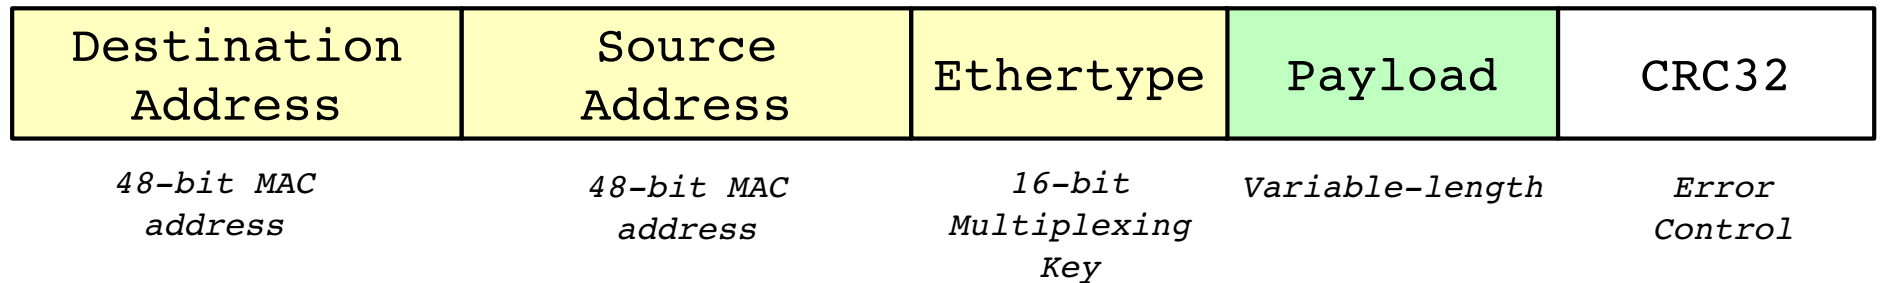 Destination
Address
Source
Address
Ethertype
Payload
CRC32
48-bit MAC
address
48-bit MAC
address
16-bit
Multiplexing
Key
Variable-length
Error
Control